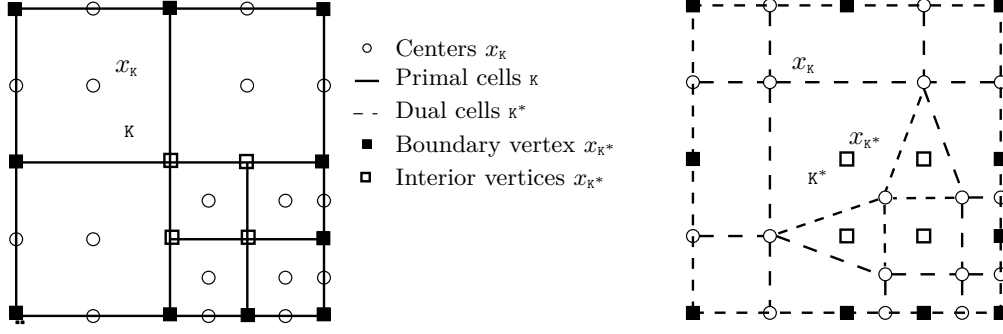 x_K
K
Centers x_K
Primal cells K
Dual cells K*
Boundary vertex x_K*
Interior vertices x_K*
x_K
x_K*
K*